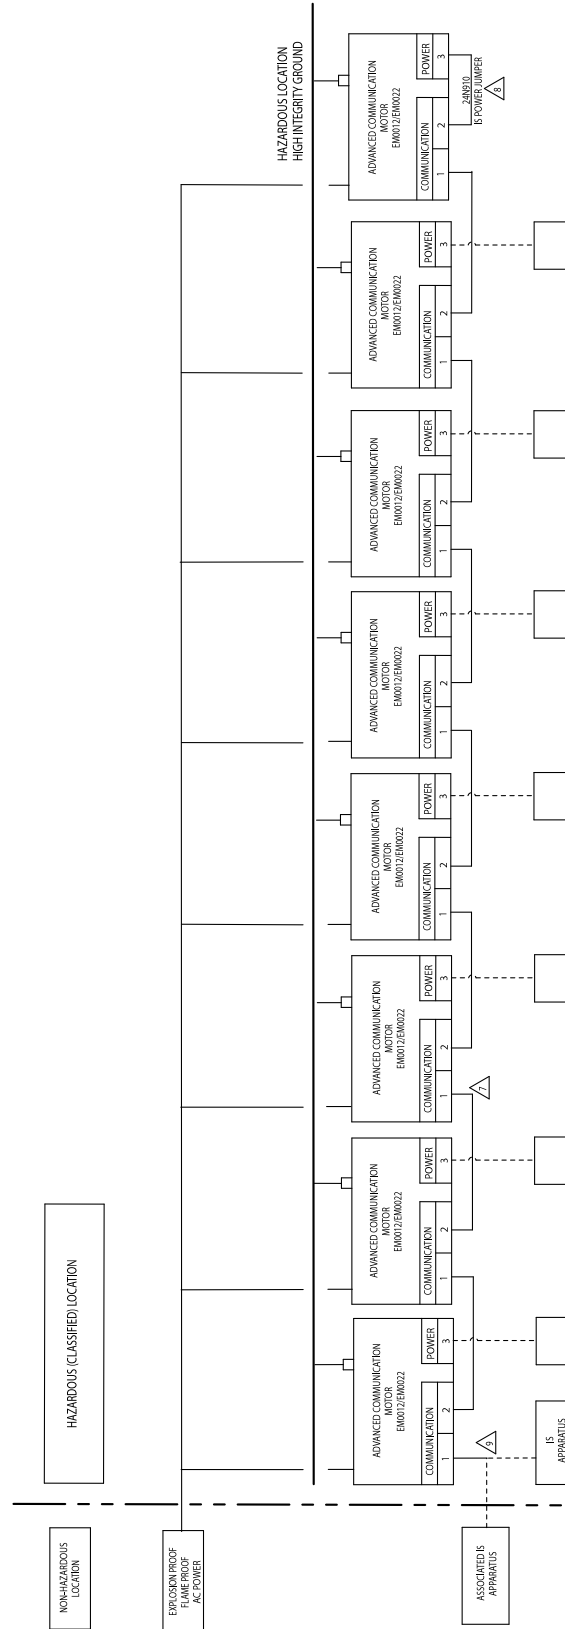 NON-HAZARDOUS
LOCATION
HAZARDOUS (CLASSIFIED) LOCATION
EXPLOSION PROOF
FLAME PROOF
AC POWER
HAZARDOUS LOCATION
HIGH INTEGRITY GROUND
ADVANCED COMMUNICATION
MOTOR
EM0012/EM0022
COMMUNICATION
POWER
1
2
3
ADVANCED COMMUNICATION
MOTOR
EM0012/EM0022
COMMUNICATION
POWER
1
2
3
ADVANCED COMMUNICATION
MOTOR
EM0012/EM0022
COMMUNICATION
POWER
1
2
3
ADVANCED COMMUNICATION
MOTOR
EM0012/EM0022
COMMUNICATION
POWER
1
2
3
ADVANCED COMMUNICATION
MOTOR
EM0012/EM0022
COMMUNICATION
POWER
1
2
3
ADVANCED COMMUNICATION
MOTOR
EM0012/EM0022
COMMUNICATION
POWER
1
2
3
ADVANCED COMMUNICATION
MOTOR
EM0012/EM0022
COMMUNICATION
POWER
1
2
3
ADVANCED COMMUNICATION
MOTOR
EM0012/EM0022
COMMUNICATION
POWER
1
2
3
24N910
IS POWER JUMPER
8
7
9
ASSOCIATED IS
APPARATUS
IS
APPARATUS